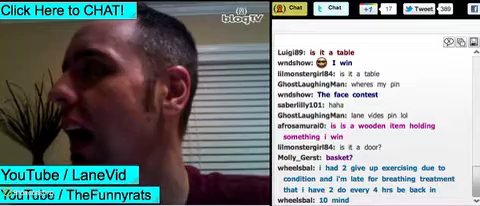 Click Here to CHAT!
blogTV
YouTube / LaneVid
YouTube / TheFunnyrats
Chat
Chat
+1
17
Tweet
389
Luigi89: is it a table
wndshow: I win
lilmonstergirl84: is it a table
GhostLaughingMan: wheres my pin
wndshow: The face contest
saberlilly101: haha
GhostLaughingMan: lane vides pin lol
afrosamurai0: is is a wooden item holding
something i win
lilmonstergirl84: is it a door?
Molly_Gerst: basket?
wheelsbal: i had 2 give up exercising due to
condition and i'm late for breathing treatment
that i have 2 do every 4 hrs be back in
wheelsbal: 10 mind